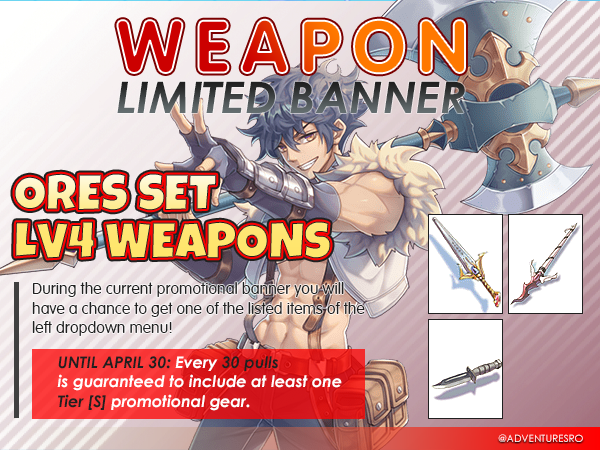 WEAPON
LIMITED BANNER
ORES SET
LV4 WEAPONS
During the current promotional banner you will
have a chance to get one of the listed items of the
left dropdown menu!
UNTIL APRIL 30: Every 30 pulls
is guaranteed to include at least one
Tier [S] promotional gear.
@ADVENTURESRO